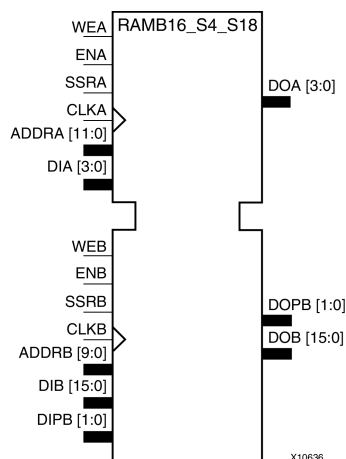 RAMB16_S4_S18
WEA
ENA
SSRA
CLKA
ADDRA [11:0]
DIA [3:0]
DOA [3:0]
WEB
ENB
SSRB
CLKB
ADDRB [9:0]
DIB [15:0]
DIPB [1:0]
DOPB [1:0]
DOB [15:0]
X10636